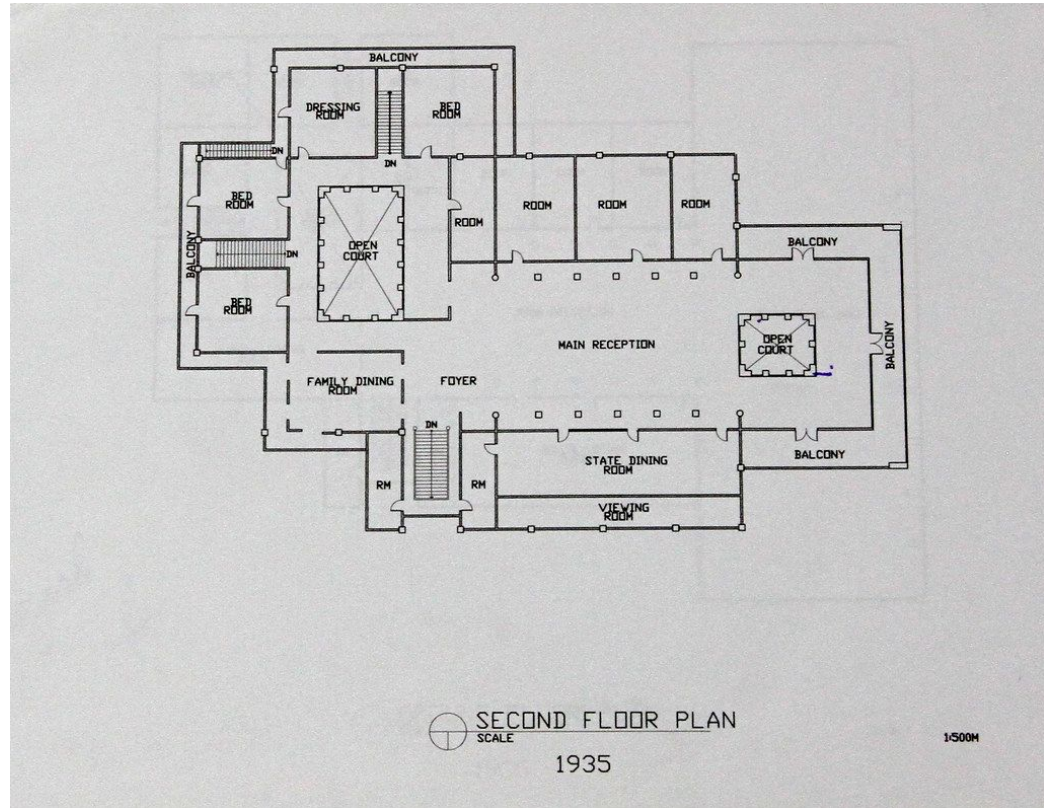 BALCONY
DRESSING
ROOM
BED
ROOM
DN
DN
BED
ROOM
ROOM
ROOM
ROOM
ROOM
OPEN
COURT
DN
BALCONY
BALCONY
BED
ROOM
MAIN RECEPTION
OPEN
COURT
BALCONY
FAMILY DINING
ROOM
FOYER
DN
STATE DINING
ROOM
BALCONY
RM
RM
VIEWING
ROOM
SECOND FLOOR PLAN
SCALE
1:500M
1935